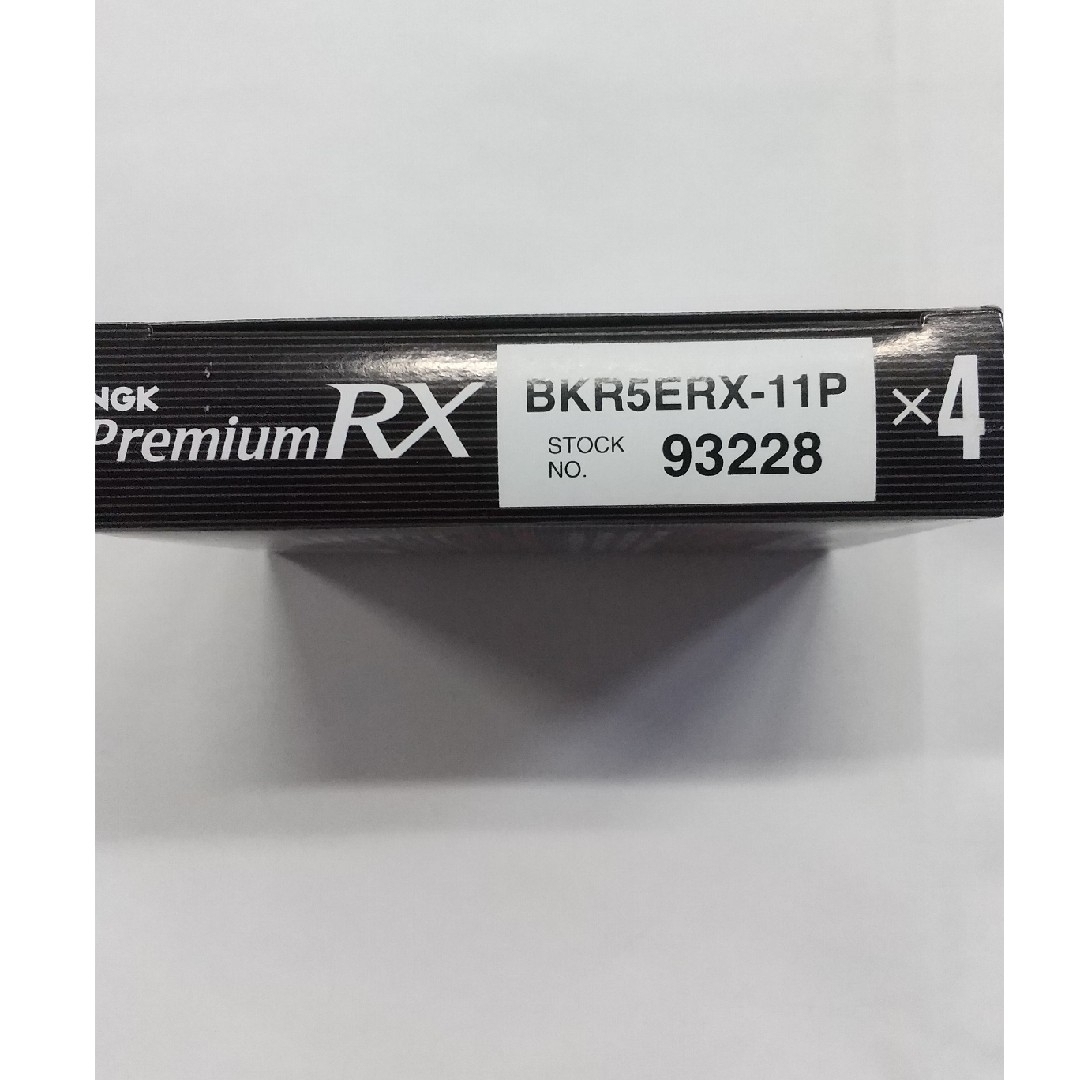 NGK
Premium RX
BKR5ERX-11P
STOCK NO. 93228
×4